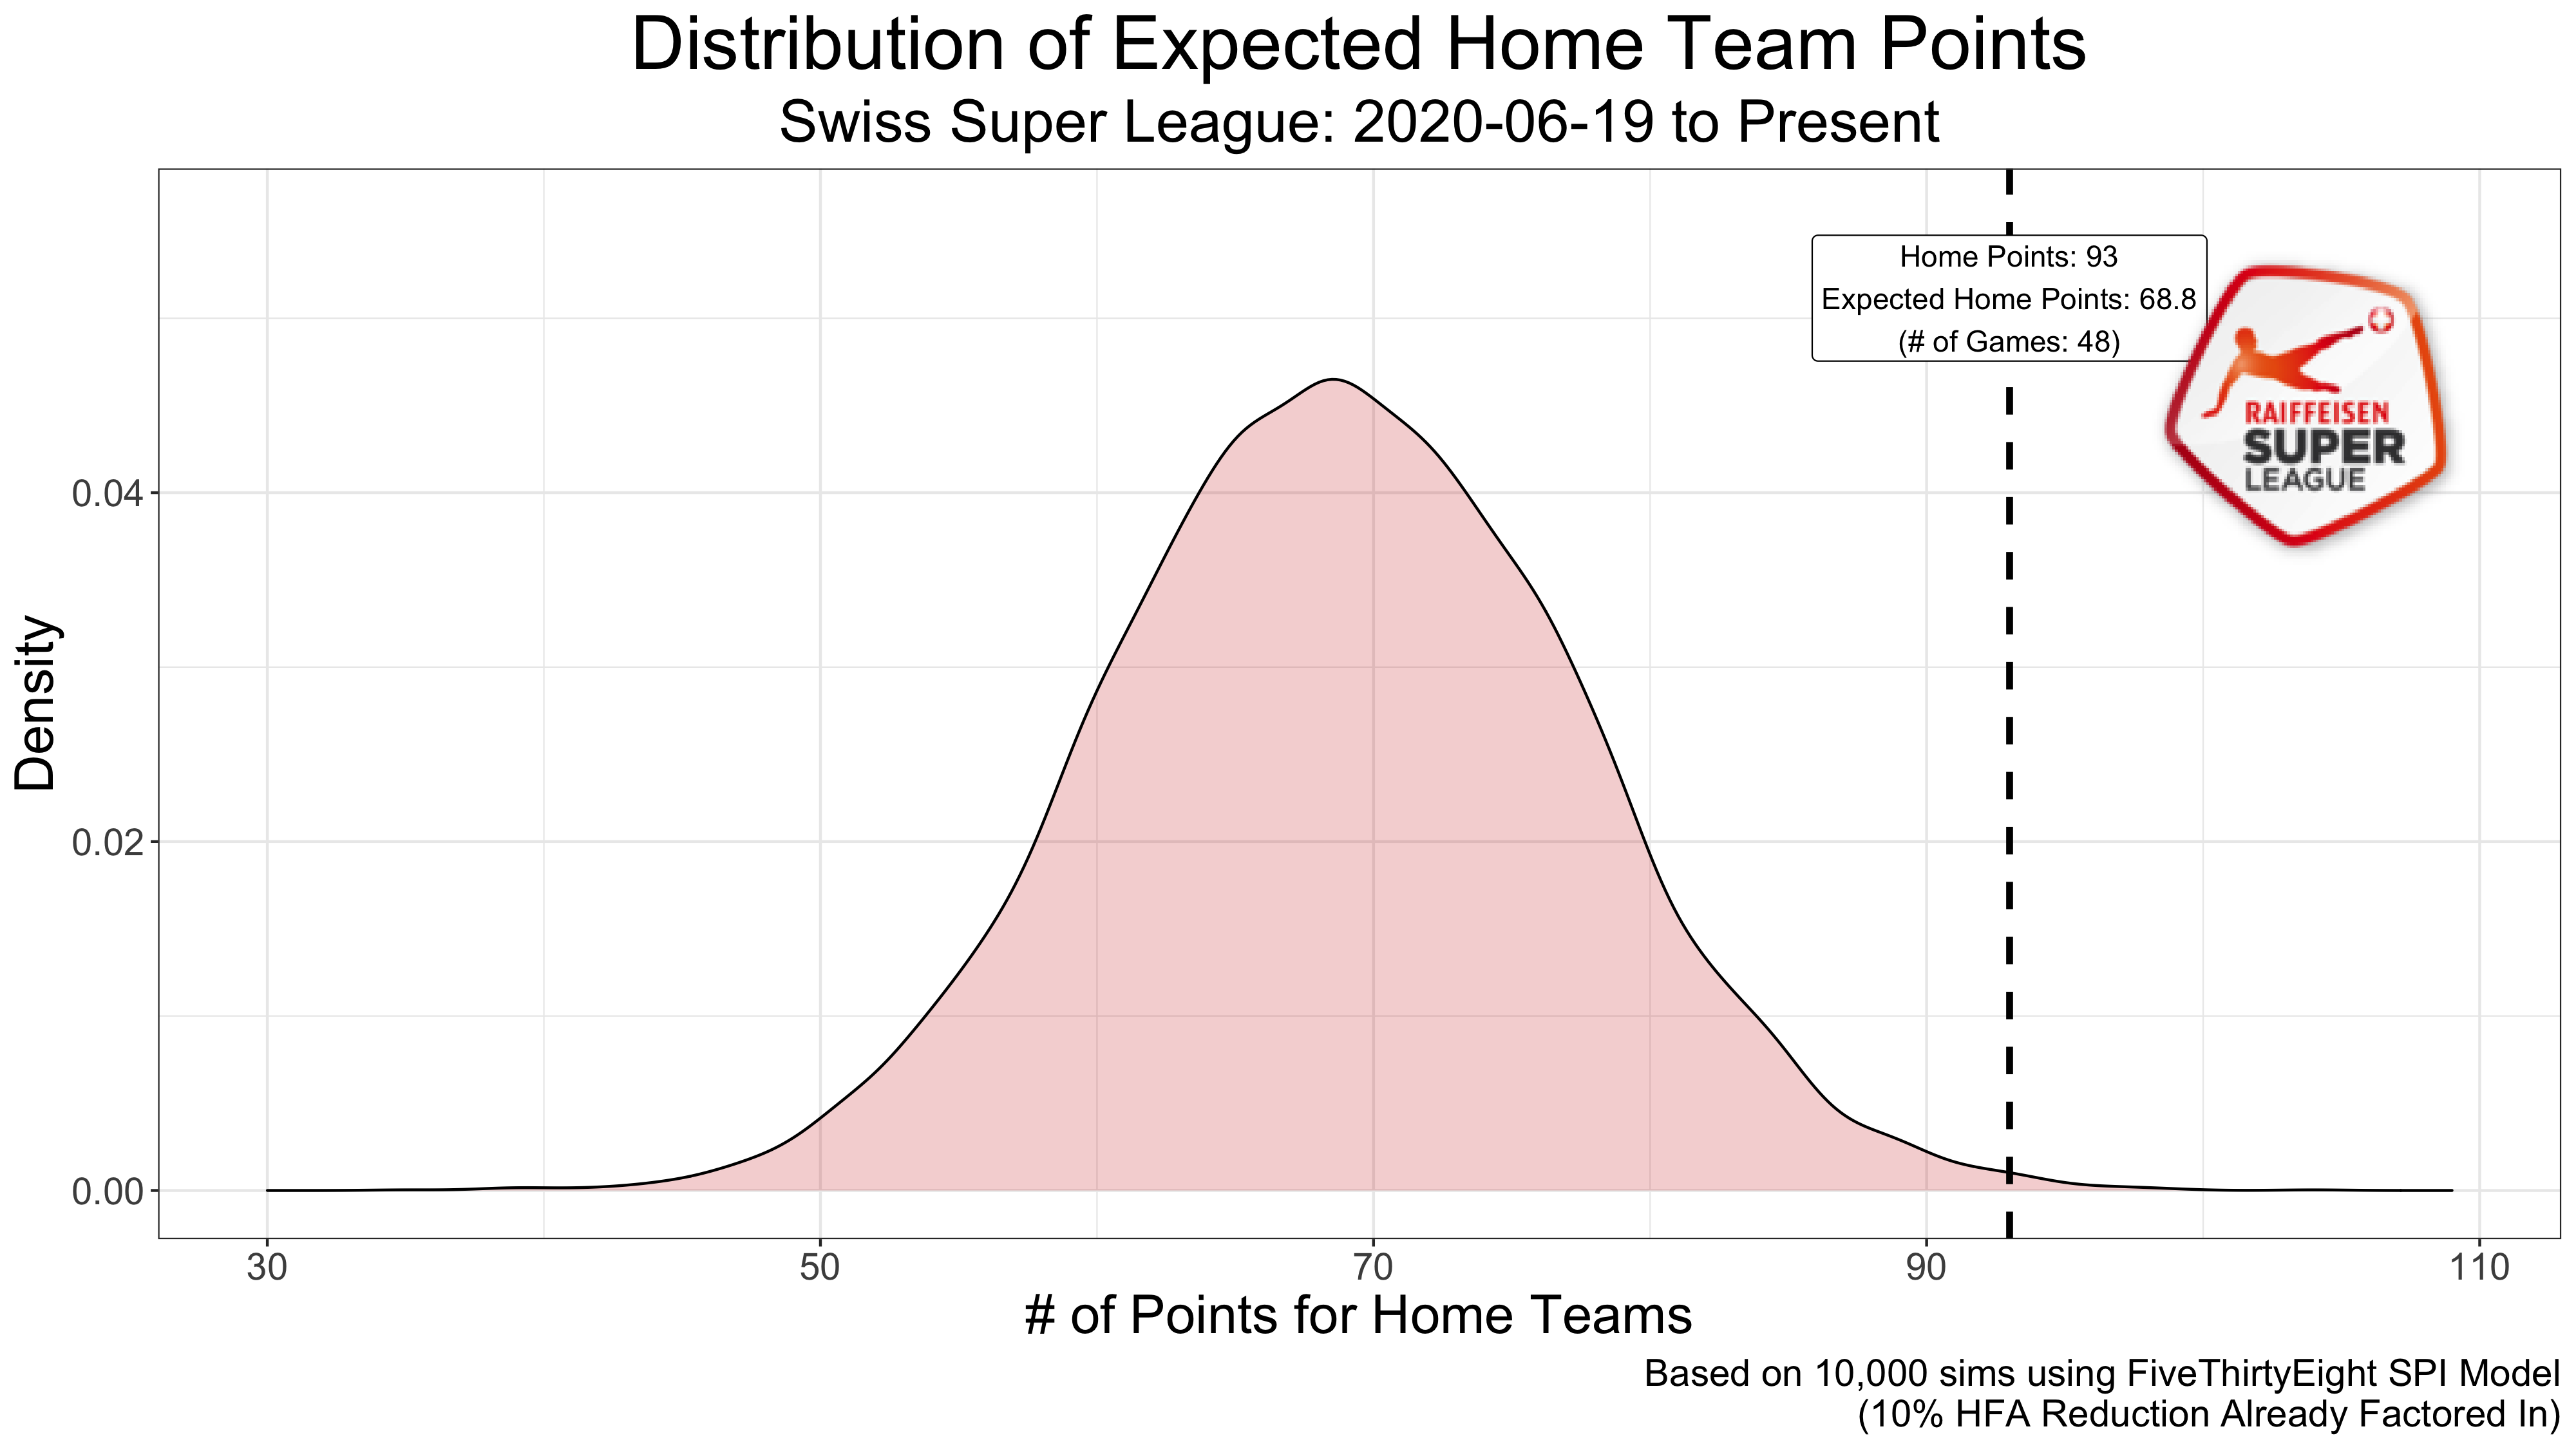 Distribution of Expected Home Team Points
Swiss Super League: 2020-06-19 to Present
Home Points: 93
Expected Home Points: 68.8
(# of Games: 48)
RAIFFEISEN
SUPER
LEAGUE
Density
0.04
0.02
0.00
30 50 70 90 110
# of Points for Home Teams
Based on 10,000 sims using FiveThirtyEight SPI Model
(10% HFA Reduction Already Factored In)